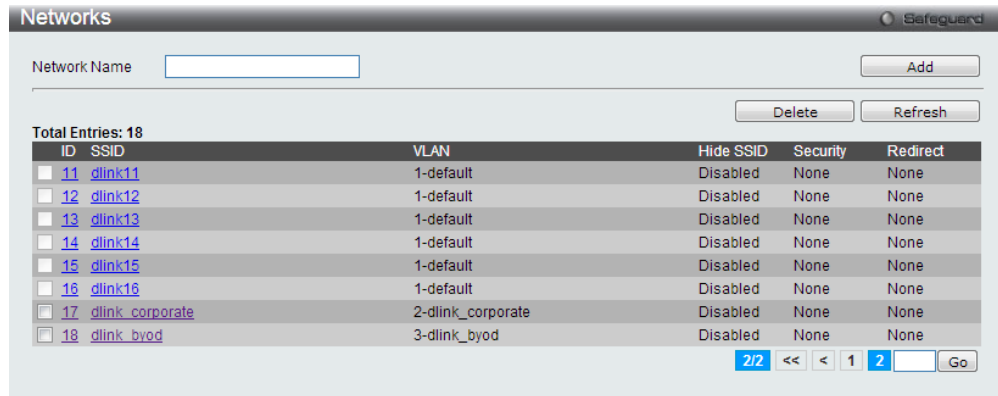 Networks Safeguard
Network Name Add
Delete Refresh
Total Entries: 18
ID SSID VLAN Hide SSID Security Redirect
11 dlink11 1-default Disabled None None
12 dlink12 1-default Disabled None None
13 dlink13 1-default Disabled None None
14 dlink14 1-default Disabled None None
15 dlink15 1-default Disabled None None
16 dlink16 1-default Disabled None None
17 dlink_corporate 2-dlink_corporate Disabled None None
18 dlink_byod 3-dlink_byod Disabled None None
2/2 << < 1 2 Go